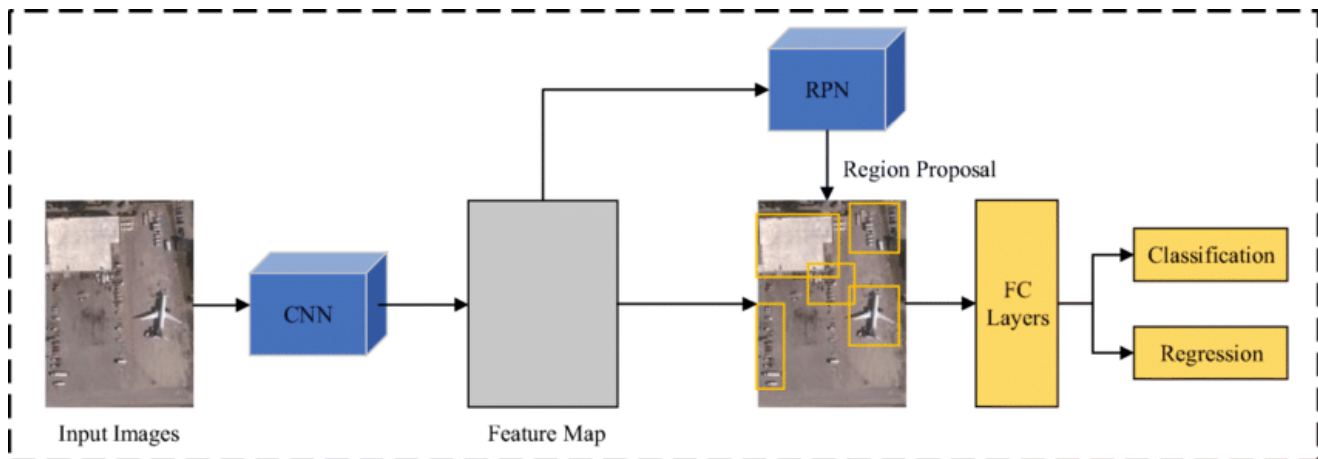 RPN
Region Proposal
CNN
FC
Layers
Classification
Regression
Input Images
Feature Map